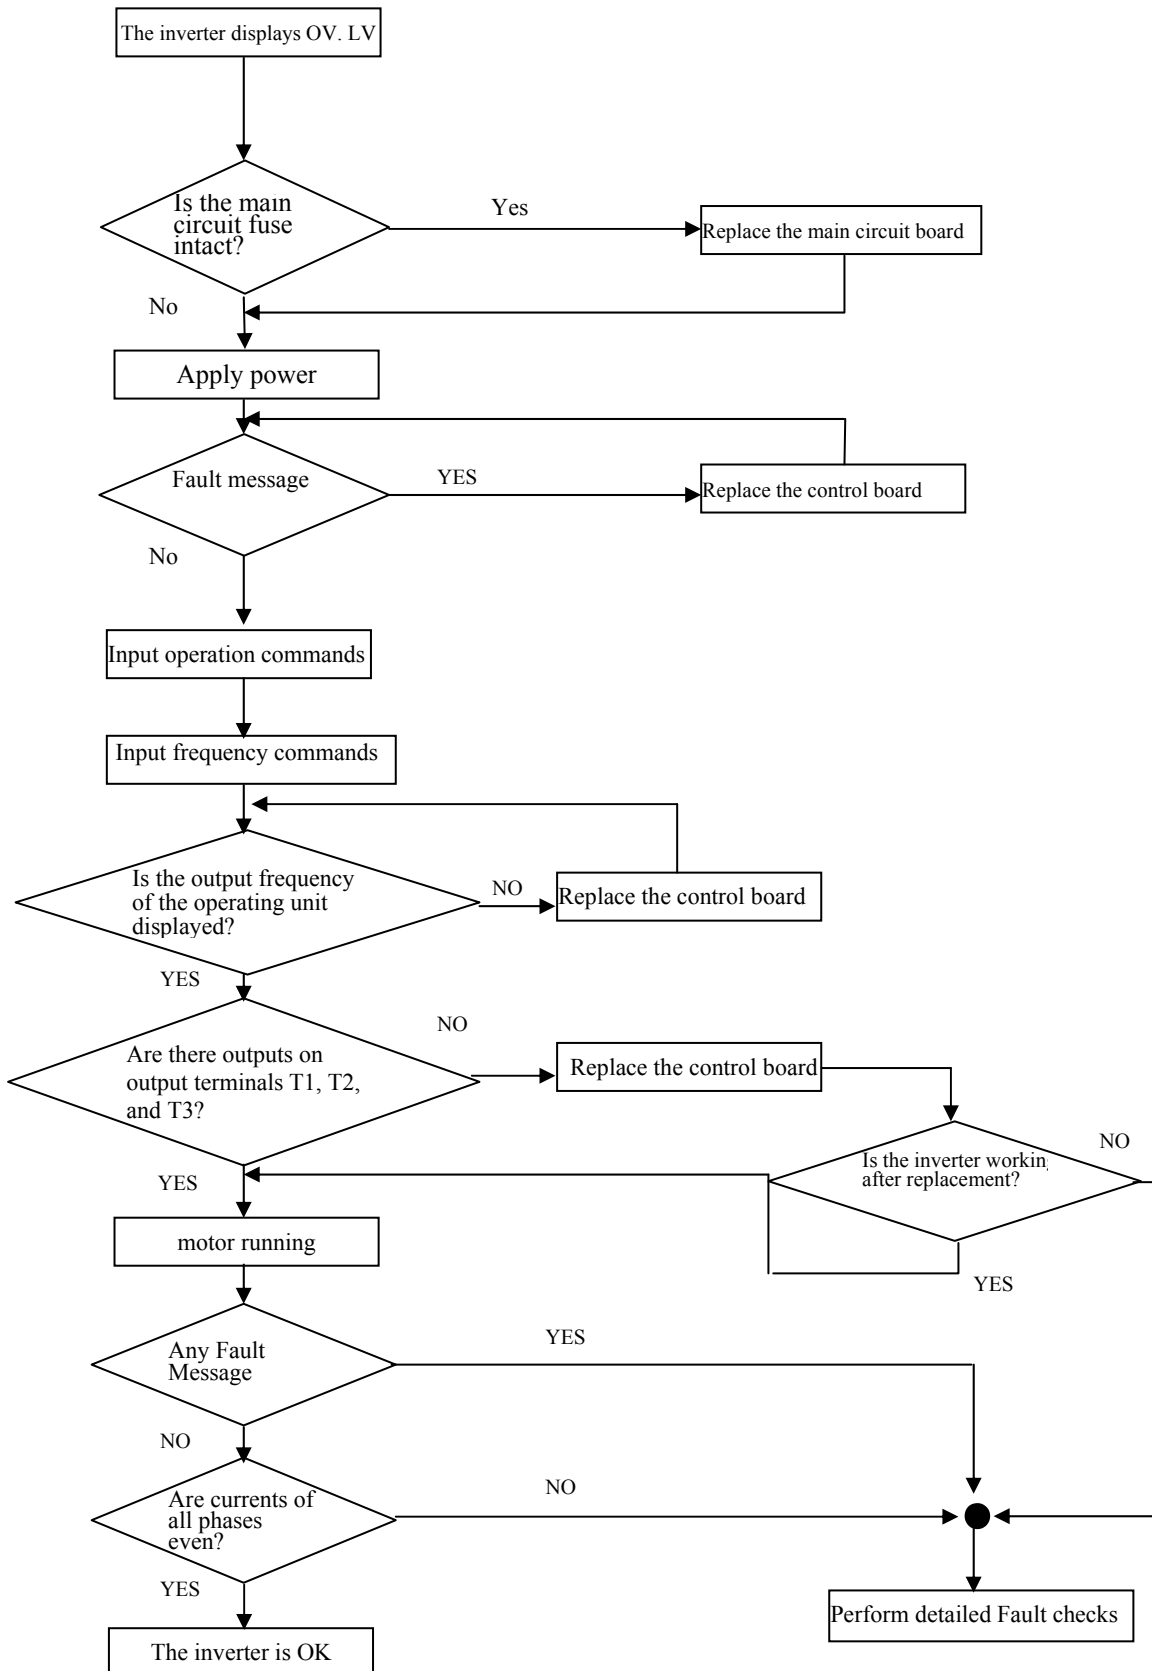 The inverter displays OV. LV
Is the main
circuit fuse
intact?
Yes
Replace the main circuit board
No
Apply power
Fault message
YES
Replace the control board
No
Input operation commands
Input frequency commands
Is the output frequency
of the operating unit
displayed?
NO
Replace the control board
YES
Are there outputs on
output terminals T1, T2,
and T3?
NO
Replace the control board
Is the inverter workin
after replacement?
NO
YES
YES
motor running
Any Fault
Message
YES
NO
Are currents of
all phases
even?
NO
YES
Perform detailed Fault checks
The inverter is OK